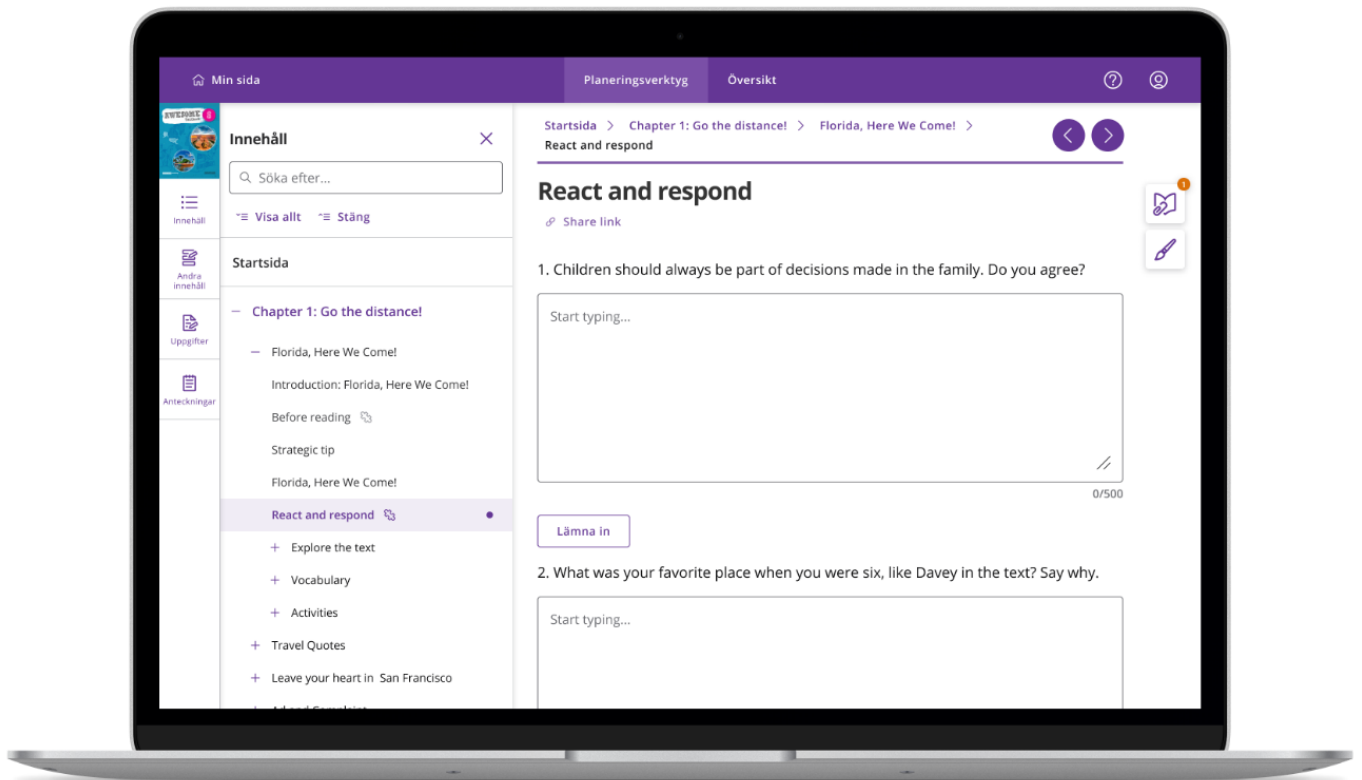 Min sida
Planeringsverktyg
Översikt
AWESOME
Innehåll
Andra
innehåll
Uppgifter
Anteckningar
Innehåll
Söka efter...
Visa allt
Stäng
Startsida
Chapter 1: Go the distance!
Florida, Here We Come!
Introduction: Florida, Here We Come!
Before reading
Strategic tip
Florida, Here We Come!
React and respond
Explore the text
Vocabulary
Activities
Travel Quotes
Leave your heart in San Francisco
Startsida > Chapter 1: Go the distance! > Florida, Here We Come! >
React and respond
React and respond
Share link
1. Children should always be part of decisions made in the family. Do you agree?
Start typing...
0/500
Lämna in
2. What was your favorite place when you were six, like Davey in the text? Say why.
Start typing...
1